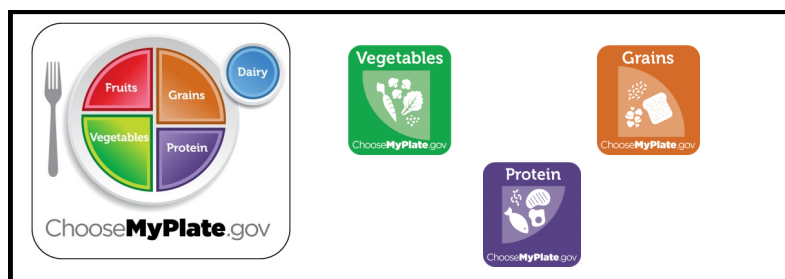 Dairy
Fruits
Grains
Vegetables
Protein
ChooseMyPlate.gov
Vegetables
ChooseMyPlate.gov
Grains
ChooseMyPlate.gov
Protein
ChooseMyPlate.gov